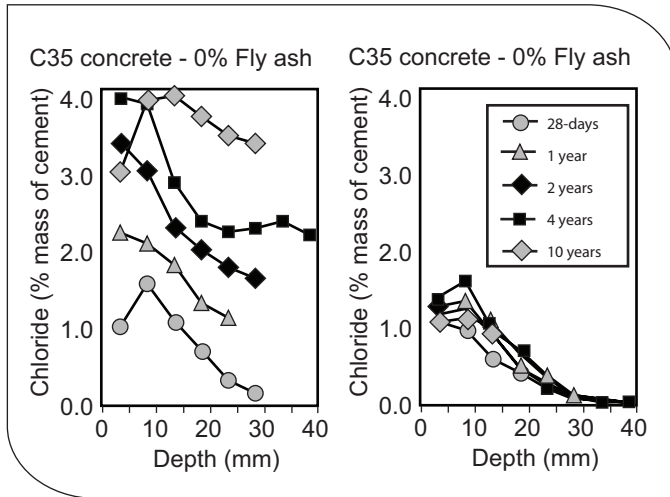 C35 concrete - 0% Fly ash
Chloride (% mass of cement)
4.0
3.0
2.0
1.0
0.0
0 10 20 30 40
Depth (mm)
C35 concrete - 0% Fly ash
Chloride (% mass of cement)
4.0
3.0
2.0
1.0
0.0
0 10 20 30 40
Depth (mm)
28-days
1 year
2 years
4 years
10 years